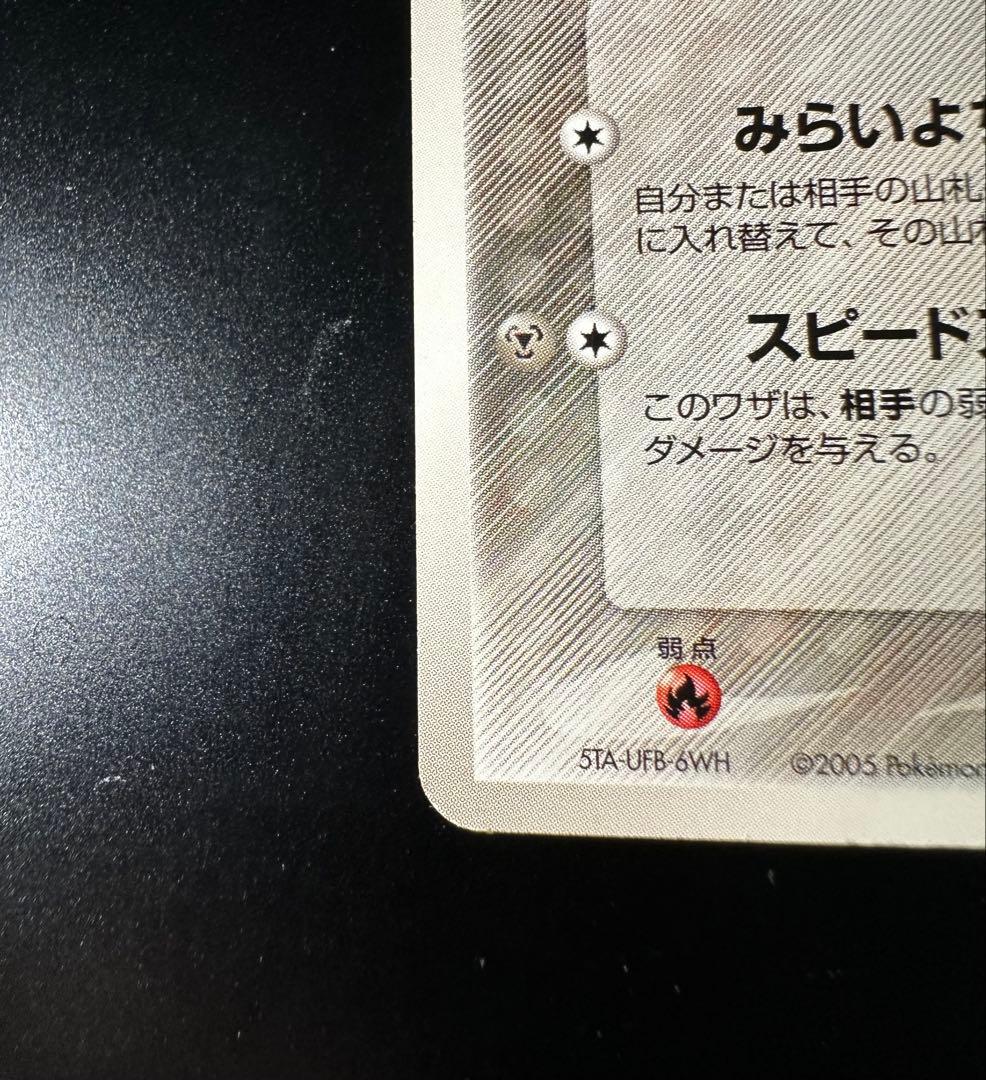 みらいよ
自分または相手の山札
に入れ替えて、その山
スピード
このワザは、相手の弱
ダメージを与える。
弱点
5TA-UFB-6WH ©2005 Pokémon